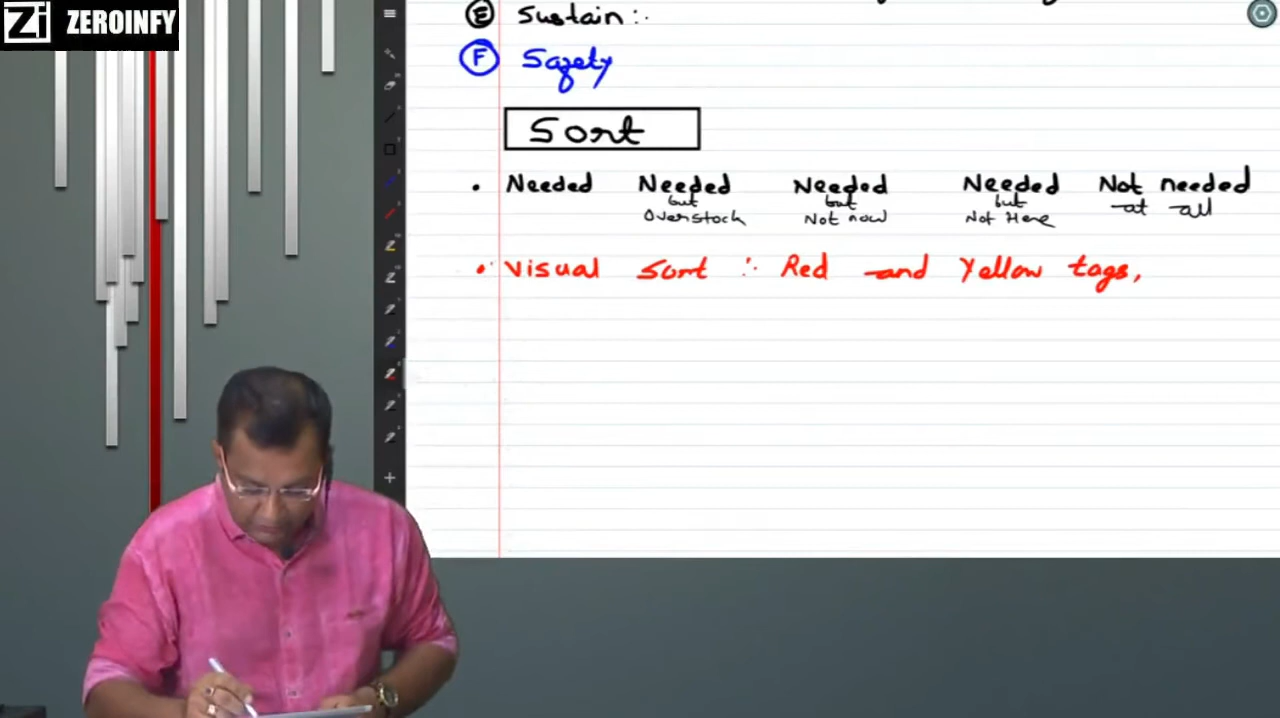 Zi ZEROINFY
E Sustain :.
F Safety
Sort
• Needed Needed but Overstock Needed but Not now Needed but Not Here Not needed at all
• Visual Sort :. Red and Yellow tags,